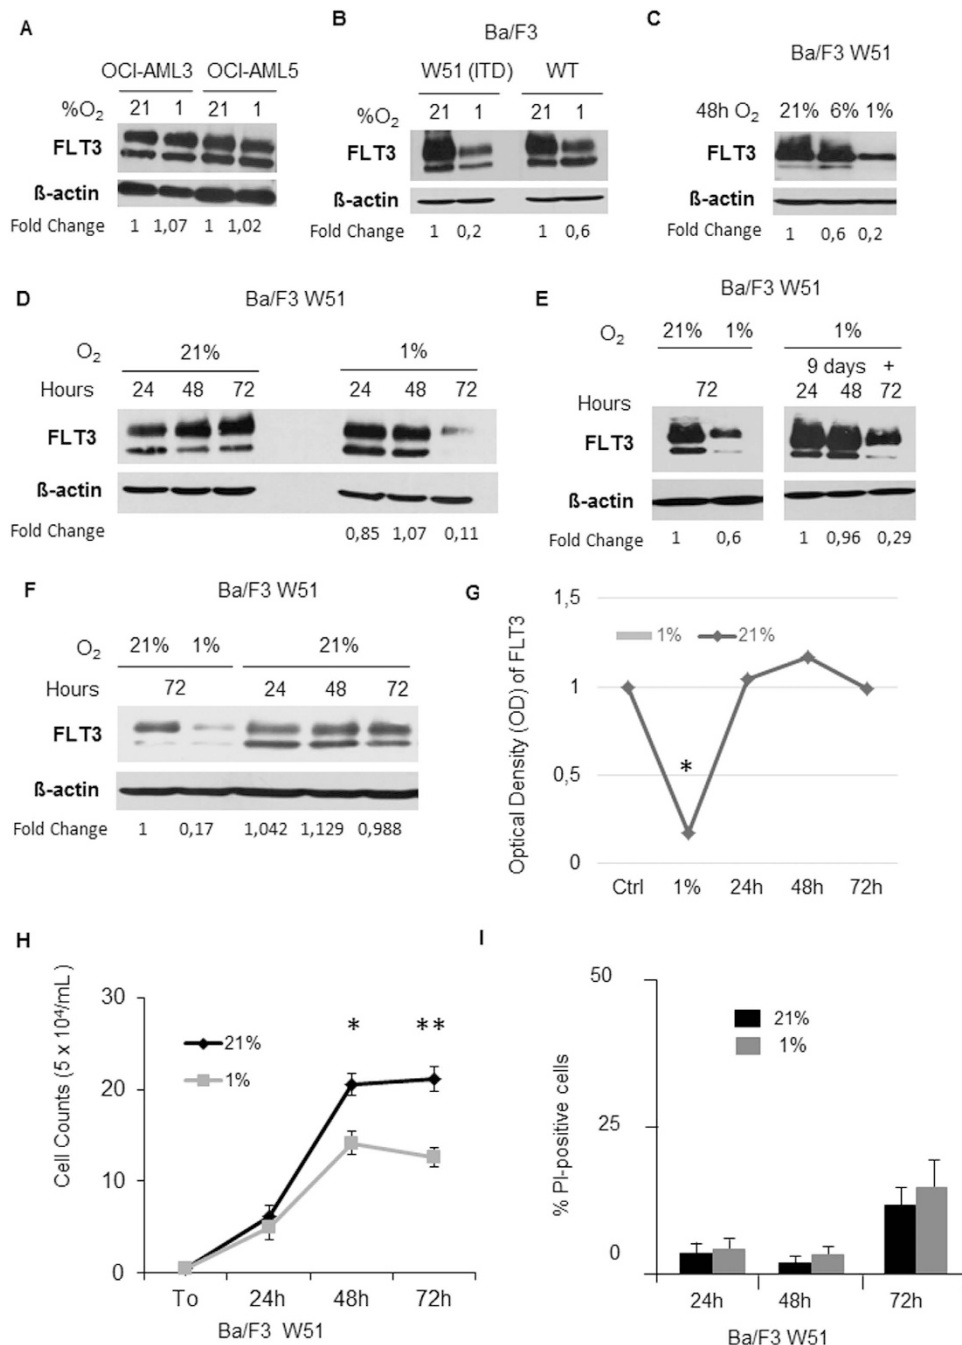 A
OCI-AML3 OCI-AML5
%O₂ 21 1 21 1
FLT3
ß-actin
Fold Change 1 1,07 1 1,02
B
Ba/F3
W51 (ITD) WT
%O₂ 21 1 21 1
FLT3
ß-actin
Fold Change 1 0,2 1 0,6
C
Ba/F3 W51
48h O₂ 21% 6% 1%
FLT3
ß-actin
Fold Change 1 0,6 0,2
D
Ba/F3 W51
O₂ 21% 1%
Hours 24 48 72 24 48 72
FLT3
ß-actin
Fold Change 0,85 1,07 0,11
E
Ba/F3 W51
O₂ 21% 1% 1%
9 days +
Hours 72 24 48 72
FLT3
ß-actin
Fold Change 1 0,6 1 0,96 0,29
F
Ba/F3 W51
O₂ 21% 1% 21%
Hours 72 24 48 72
FLT3
ß-actin
Fold Change 1 0,17 1,042 1,129 0,988
G
Optical Density (OD) of FLT3
1,5
1
0,5
0
1% 21%
*
Ctrl 1% 24h 48h 72h
H
Cell Counts (5 x 10⁴/mL)
30
20
10
0
21%
1%
* **
To 24h 48h 72h
Ba/F3 W51
I
% PI-positive cells
50
25
0
21%
1%
24h 48h 72h
Ba/F3 W51